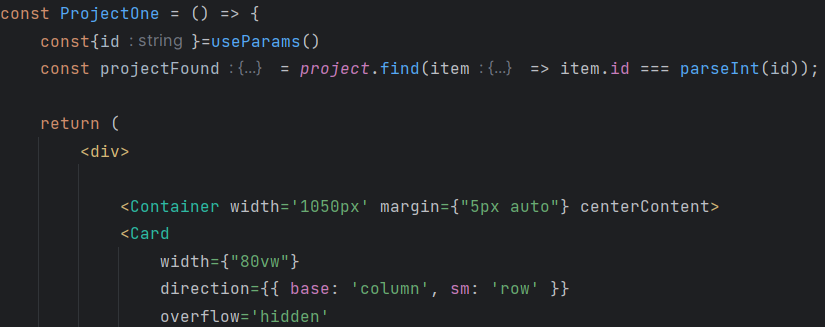 const ProjectOne = () => {
const{id : string }=useParams()
const projectFound : {...} = project.find(item : {...} => item.id === parseInt(id));
return (
<div>
<Container width='1050px' margin={"5px auto"} centerContent>
<Card
width={"80vw"}
direction={{ base: 'column', sm: 'row' }}
overflow='hidden'